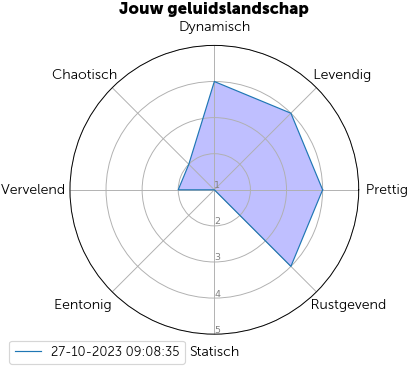 Jouw geluidslandschap
Dynamisch
Chaotisch
Levendig
Vervelend
1
Prettig
2
3
4
Eentonig
Rustgevend
5
27-10-2023 09:08:35
Statisch